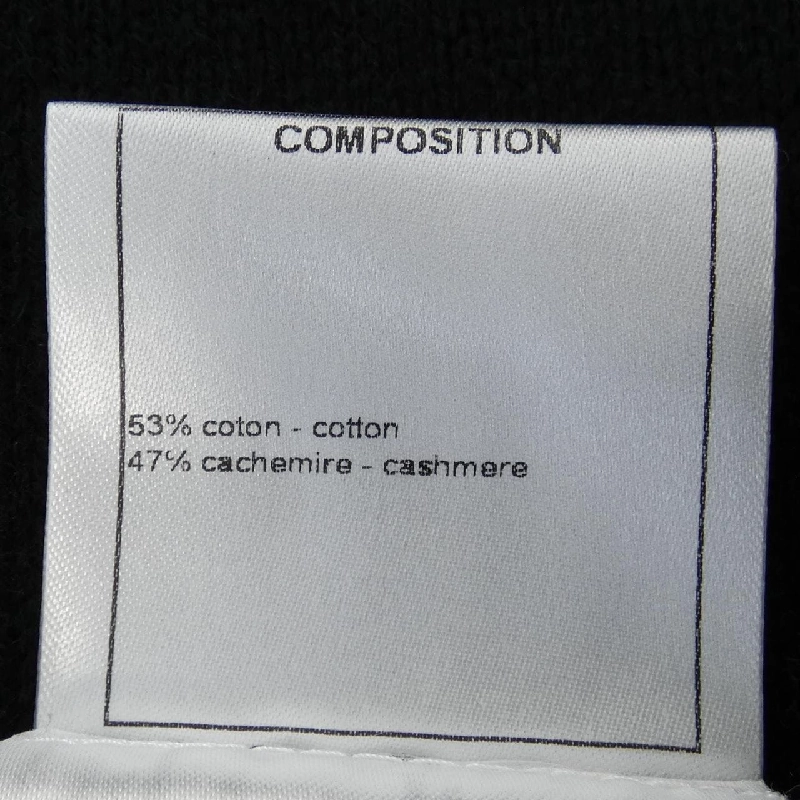 COMPOSITION
53% coton - cotton
47% cachemire - cashmere